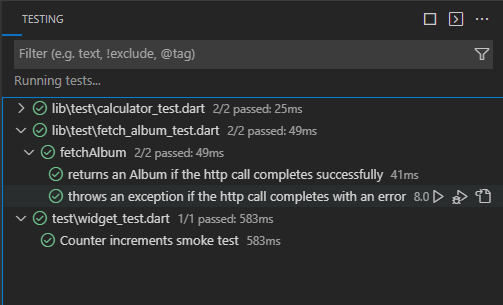 TESTING
Filter (e.g. text, !exclude, @tag)
Running tests...
lib\test\calculator_test.dart 2/2 passed: 25ms
lib\test\fetch_album_test.dart 2/2 passed: 49ms
fetchAlbum 2/2 passed: 49ms
returns an Album if the http call completes successfully 41ms
throws an exception if the http call completes with an error 8.0
test\widget_test.dart 1/1 passed: 583ms
Counter increments smoke test 583ms